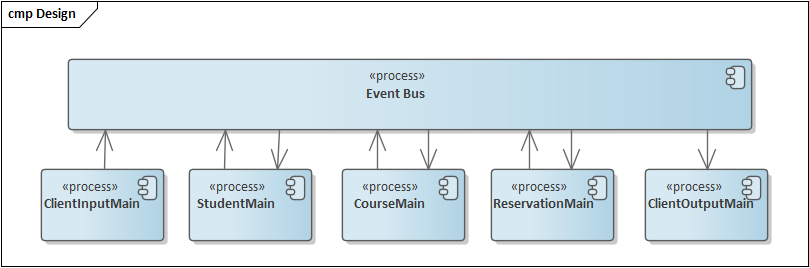 cmp Design
«process»
Event Bus
«process»
ClientInputMain
«process»
StudentMain
«process»
CourseMain
«process»
ReservationMain
«process»
ClientOutputMain